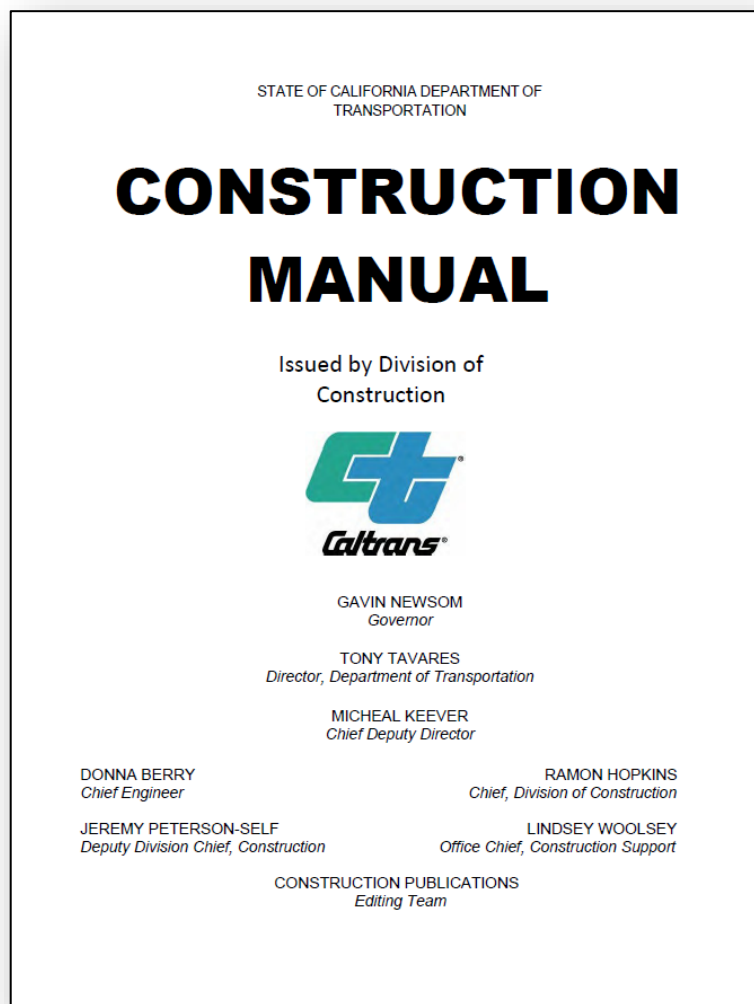 STATE OF CALIFORNIA DEPARTMENT OF
TRANSPORTATION
CONSTRUCTION
MANUAL
Issued by Division of
Construction
ct®
Caltrans®
GAVIN NEWSOM
Governor
TONY TAVARES
Director, Department of Transportation
MICHEAL KEEVER
Chief Deputy Director
DONNA BERRY
Chief Engineer
RAMON HOPKINS
Chief, Division of Construction
JEREMY PETERSON-SELF
Deputy Division Chief, Construction
LINDSEY WOOLSEY
Office Chief, Construction Support
CONSTRUCTION PUBLICATIONS
Editing Team